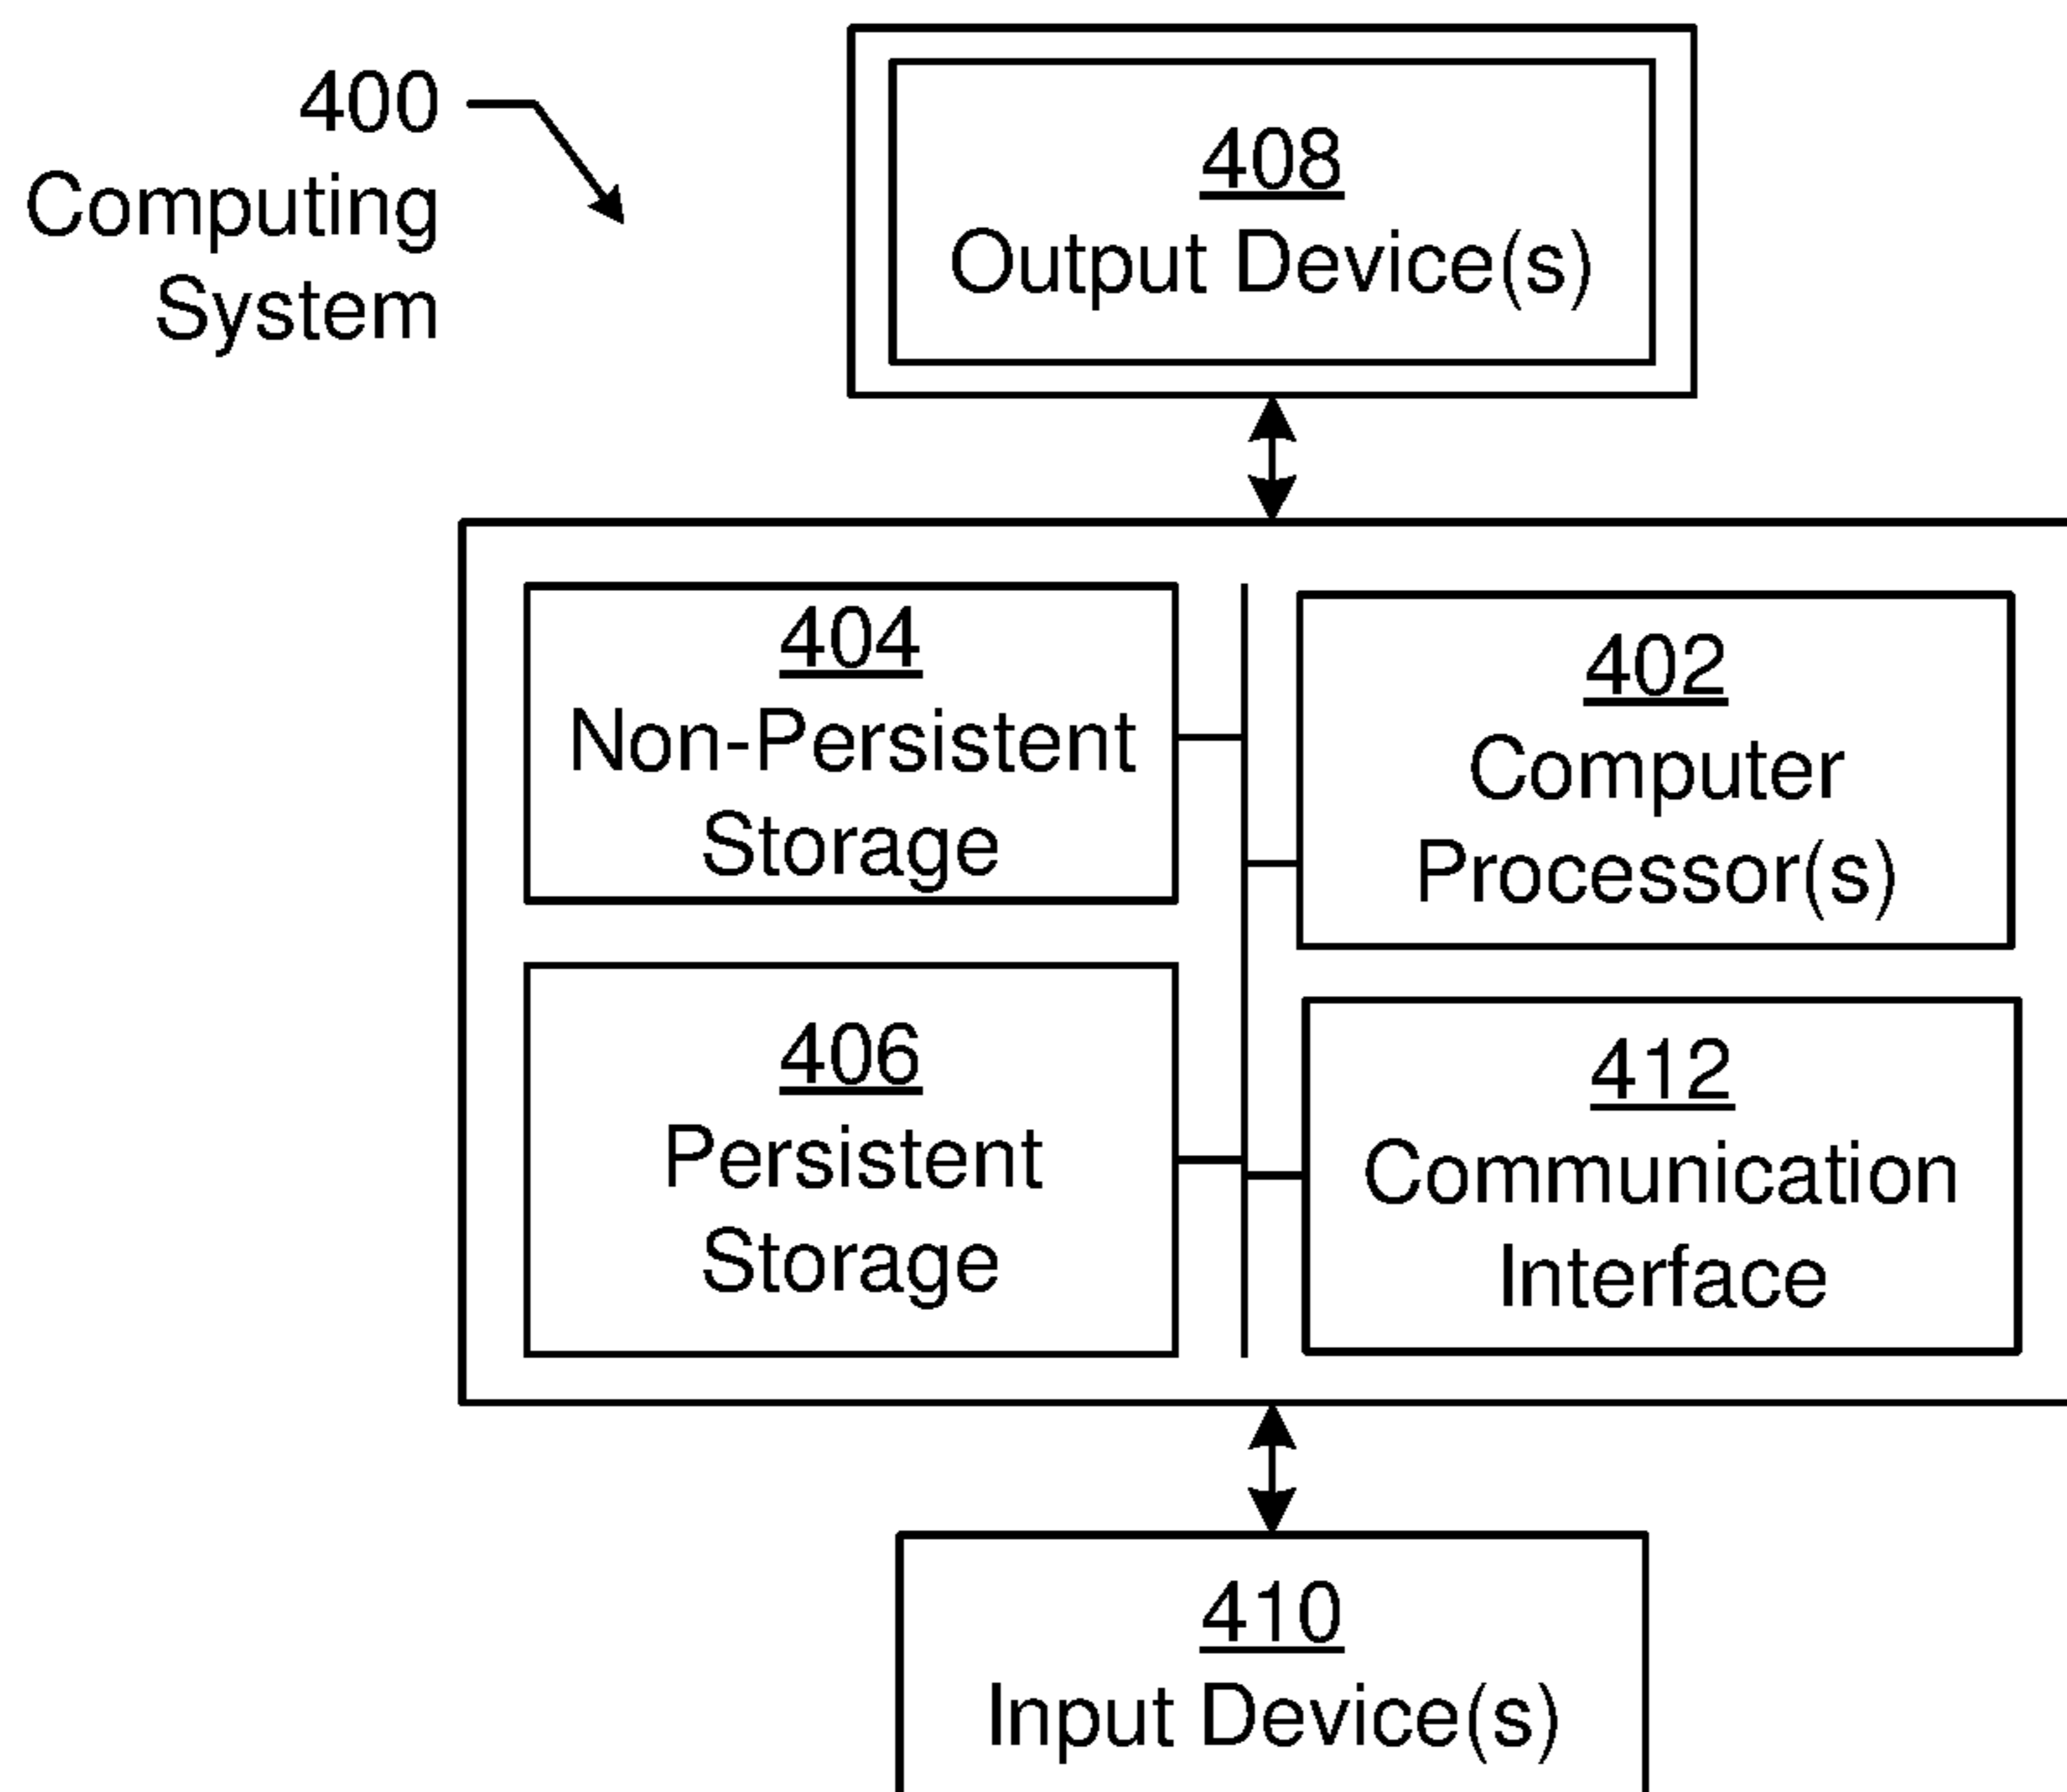 400
Computing
System
408
Output Device(s)
404
Non-Persistent
Storage
402
Computer
Processor(s)
406
Persistent
Storage
412
Communication
Interface
410
Input Device(s)